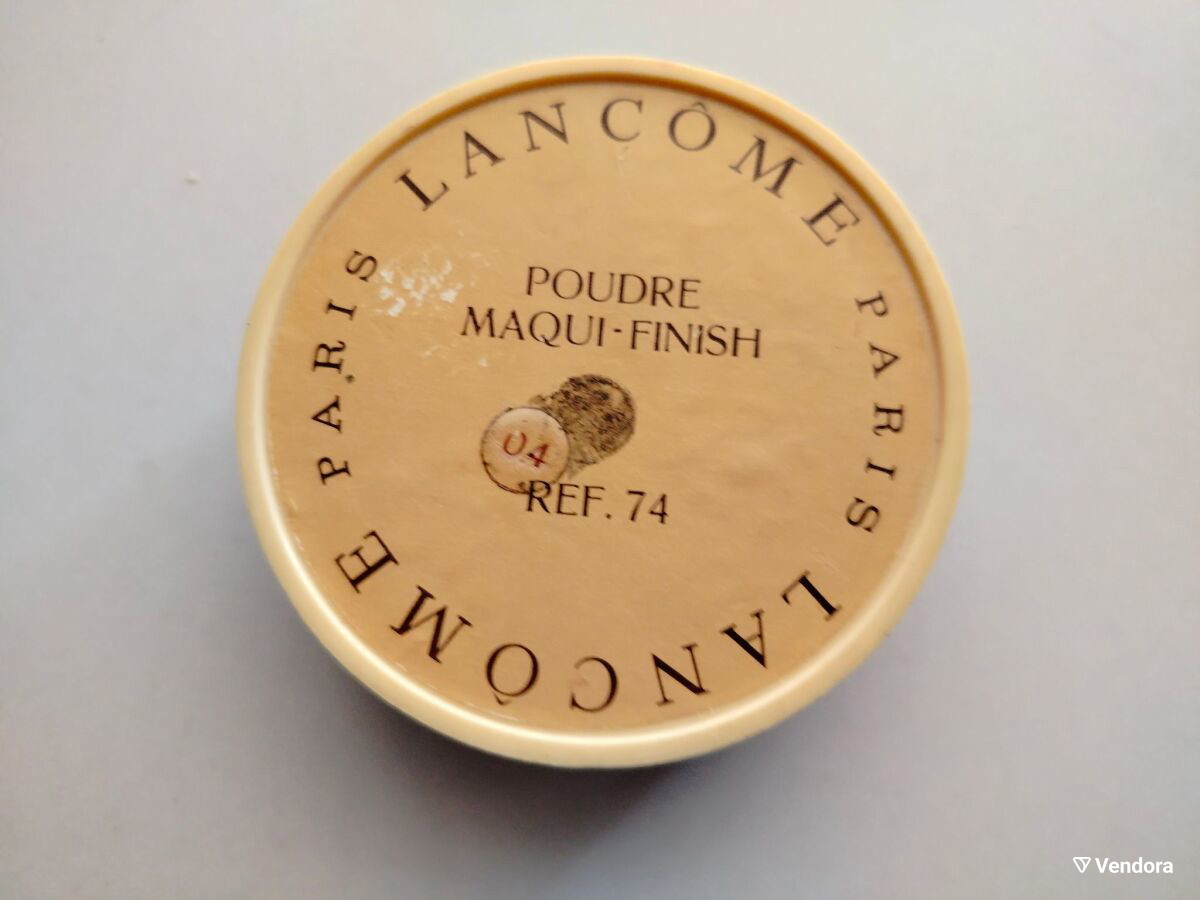 LANCÔME
PARIS
LANCÔME
PARIS
POUDRE
MAQUI-FINISH
04
REF. 74
Vendora